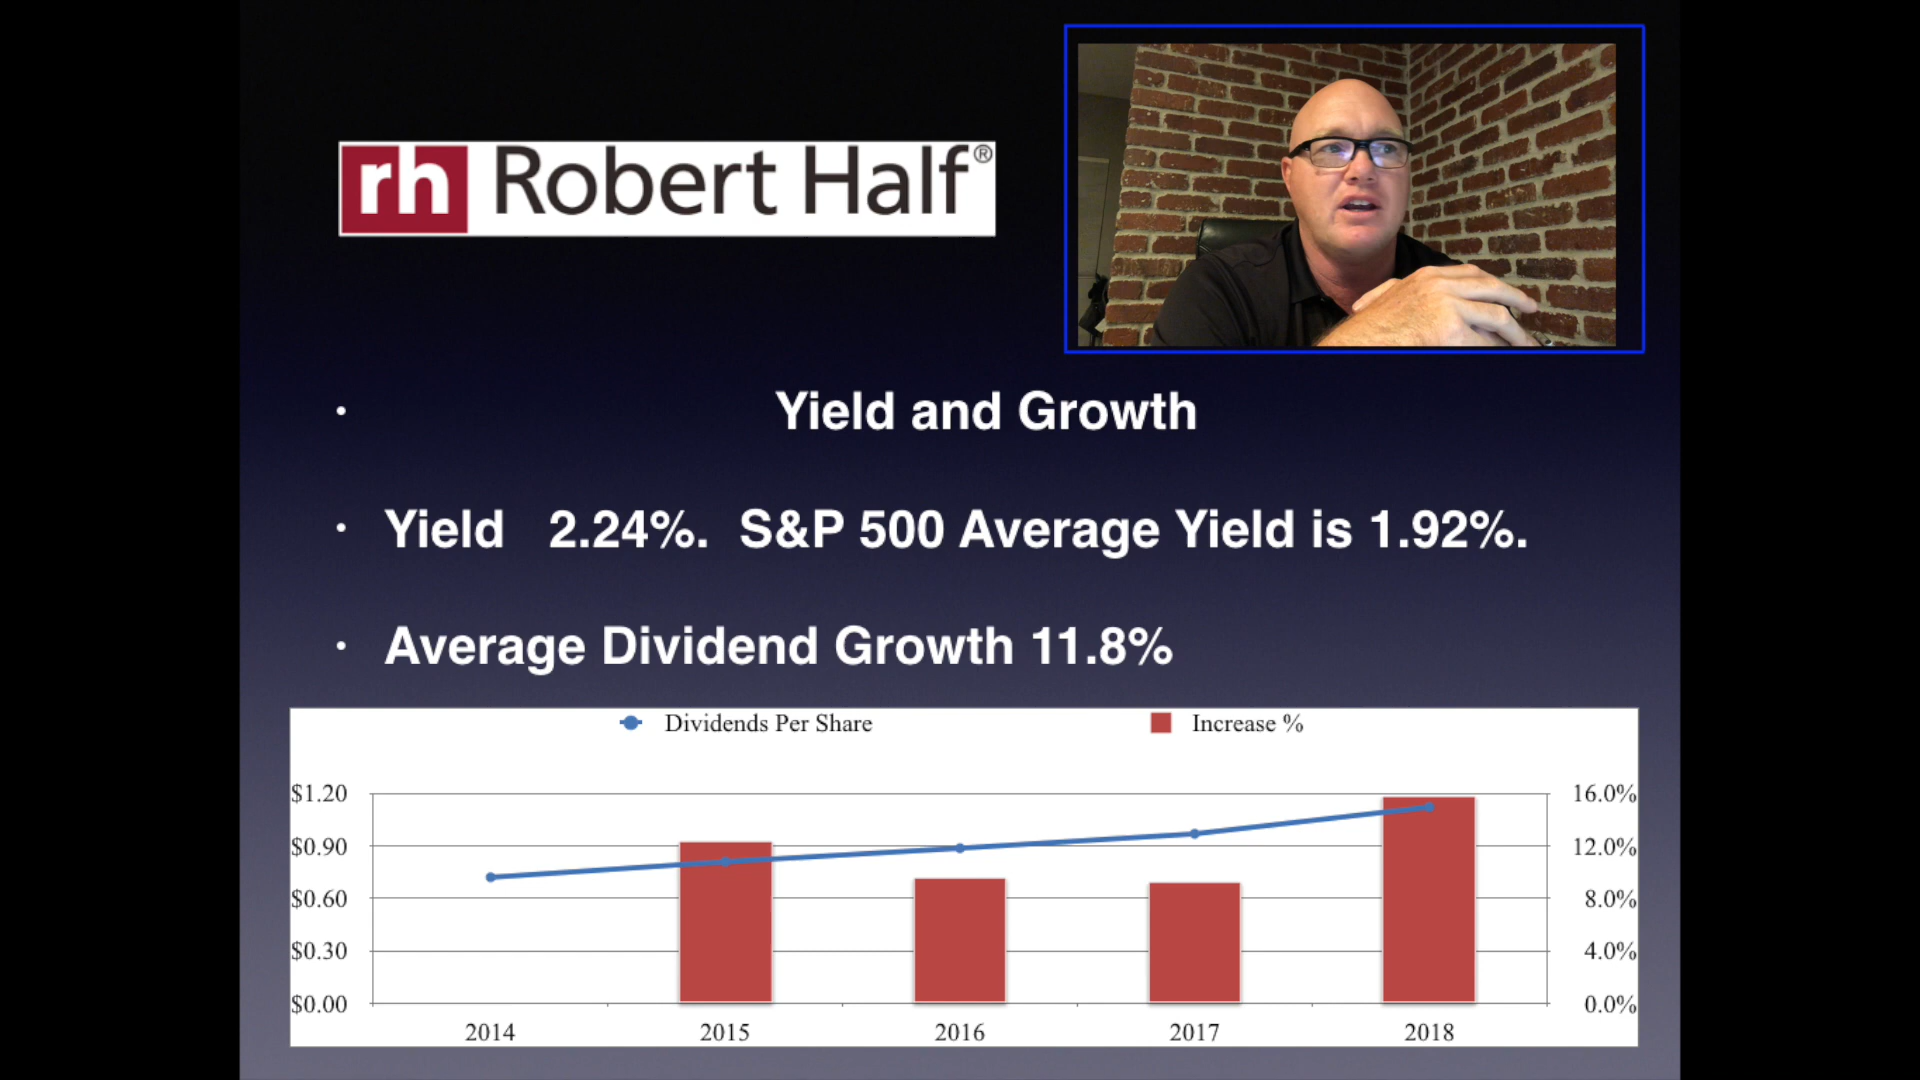 rh Robert Half®
• Yield and Growth
• Yield 2.24%. S&P 500 Average Yield is 1.92%.
• Average Dividend Growth 11.8%
Dividends Per Share Increase %
$1.20 16.0%
$0.90 12.0%
$0.60 8.0%
$0.30 4.0%
$0.00 0.0%
2014 2015 2016 2017 2018